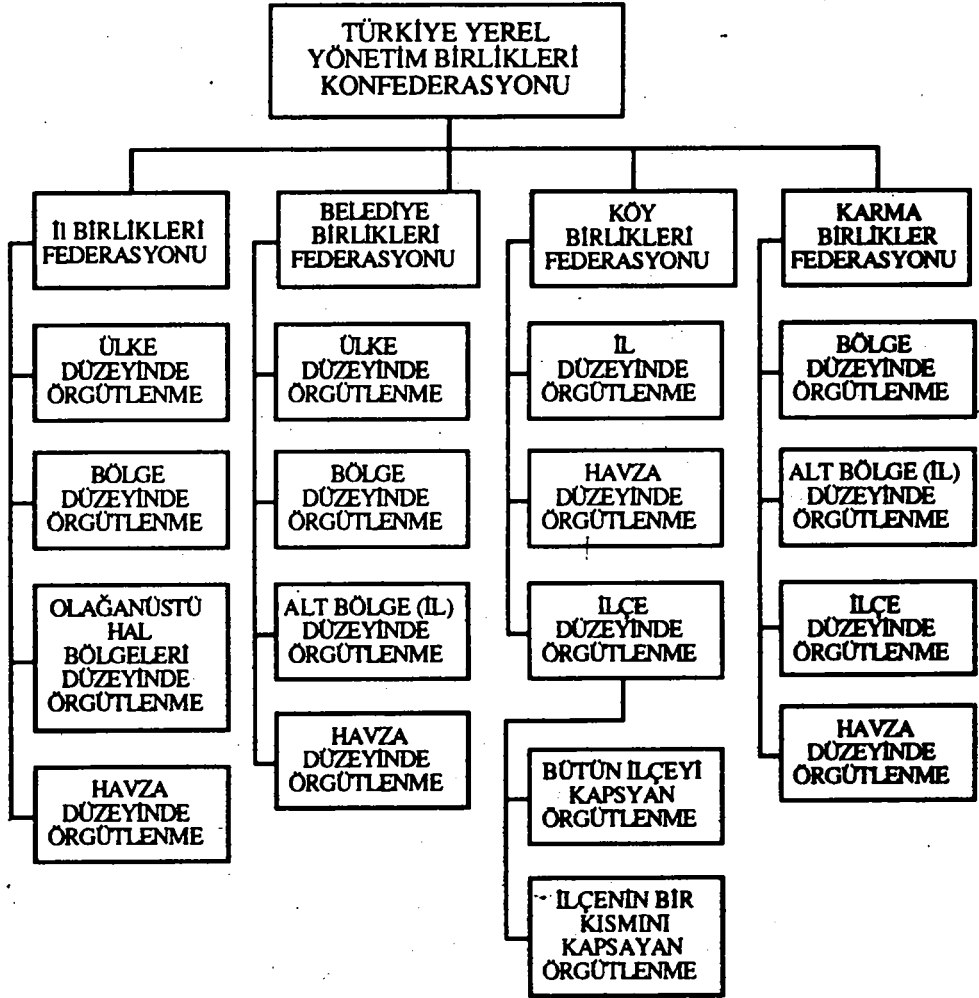 TÜRKİYE YEREL
YÖNETİM BİRLİKLERİ
KONFEDERASYONU
İl BİRLİKLERİ
FEDERASYONU
ÜLKE
DÜZEYİNDE
ÖRGÜTLENME
BÖLGE
DÜZEYİNDE
ÖRGÜTLENME
OLAĞANÜSTÜ
HAL
BÖLGELERİ
DÜZEYİNDE
ÖRGÜTLENME
HAVZA
DÜZEYİNDE
ÖRGÜTLENME
BELEDİYE
BİRLİKLERİ
FEDERASYONU
ÜLKE
DÜZEYİNDE
ÖRGÜTLENME
BÖLGE
DÜZEYİNDE
ÖRGÜTLENME
ALT BÖLGE (İL)
DÜZEYİNDE
ÖRGÜTLENME
HAVZA
DÜZEYİNDE
ÖRGÜTLENME
KÖY
BİRLİKLERİ
FEDERASYONU
İL
DÜZEYİNDE
ÖRGÜTLENME
HAVZA
DÜZEYİNDE
ÖRGÜTLENME
İLÇE
DÜZEYİNDE
ÖRGÜTLENME
BÜTÜN İLÇEYİ
KAPSYAN
ÖRGÜTLENME
İLÇENİN BİR
KISMINI
KAPSAYAN
ÖRGÜTLENME
KARMA
BİRLİKLER
FEDERASYONU
BÖLGE
DÜZEYİNDE
ÖRGÜTLENME
ALT BÖLGE (İL)
DÜZEYİNDE
ÖRGÜTLENME
İLÇE
DÜZEYİNDE
ÖRGÜTLENME
HAVZA
DÜZEYİNDE
ÖRGÜTLENME